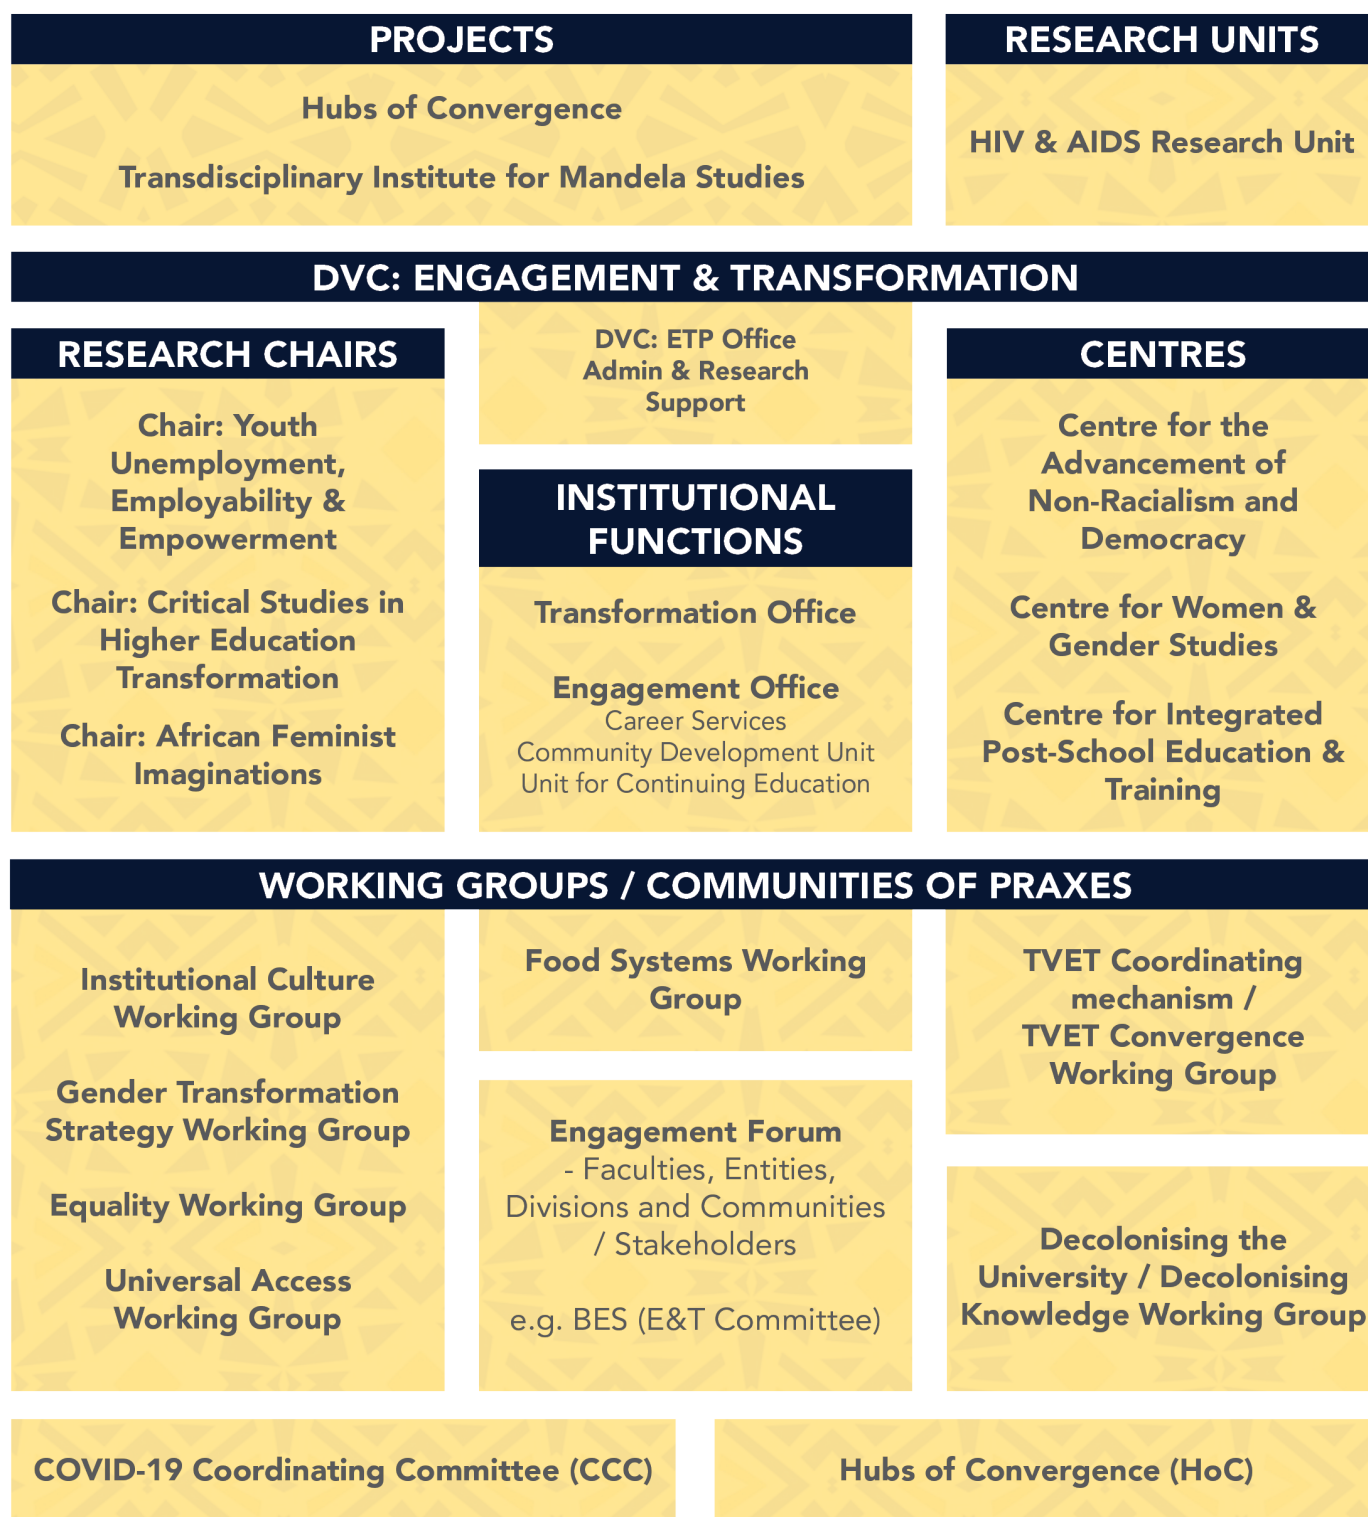 PROJECTS
Hubs of Convergence
Transdisciplinary Institute for Mandela Studies
RESEARCH UNITS
HIV & AIDS Research Unit
DVC: ENGAGEMENT & TRANSFORMATION
RESEARCH CHAIRS
Chair: Youth
Unemployment,
Employability &
Empowerment
Chair: Critical Studies in
Higher Education
Transformation
Chair: African Feminist
Imaginations
DVC: ETP Office
Admin & Research
Support
INSTITUTIONAL
FUNCTIONS
Transformation Office
Engagement Office
Career Services
Community Development Unit
Unit for Continuing Education
CENTRES
Centre for the
Advancement of
Non-Racialism and
Democracy
Centre for Women &
Gender Studies
Centre for Integrated
Post-School Education &
Training
WORKING GROUPS / COMMUNITIES OF PRAXES
Institutional Culture
Working Group
Gender Transformation
Strategy Working Group
Equality Working Group
Universal Access
Working Group
Food Systems Working
Group
Engagement Forum
- Faculties, Entities,
Divisions and Communities
/ Stakeholders
e.g. BES (E&T Committee)
TVET Coordinating
mechanism /
TVET Convergence
Working Group
Decolonising the
University / Decolonising
Knowledge Working Group
COVID-19 Coordinating Committee (CCC)
Hubs of Convergence (HoC)